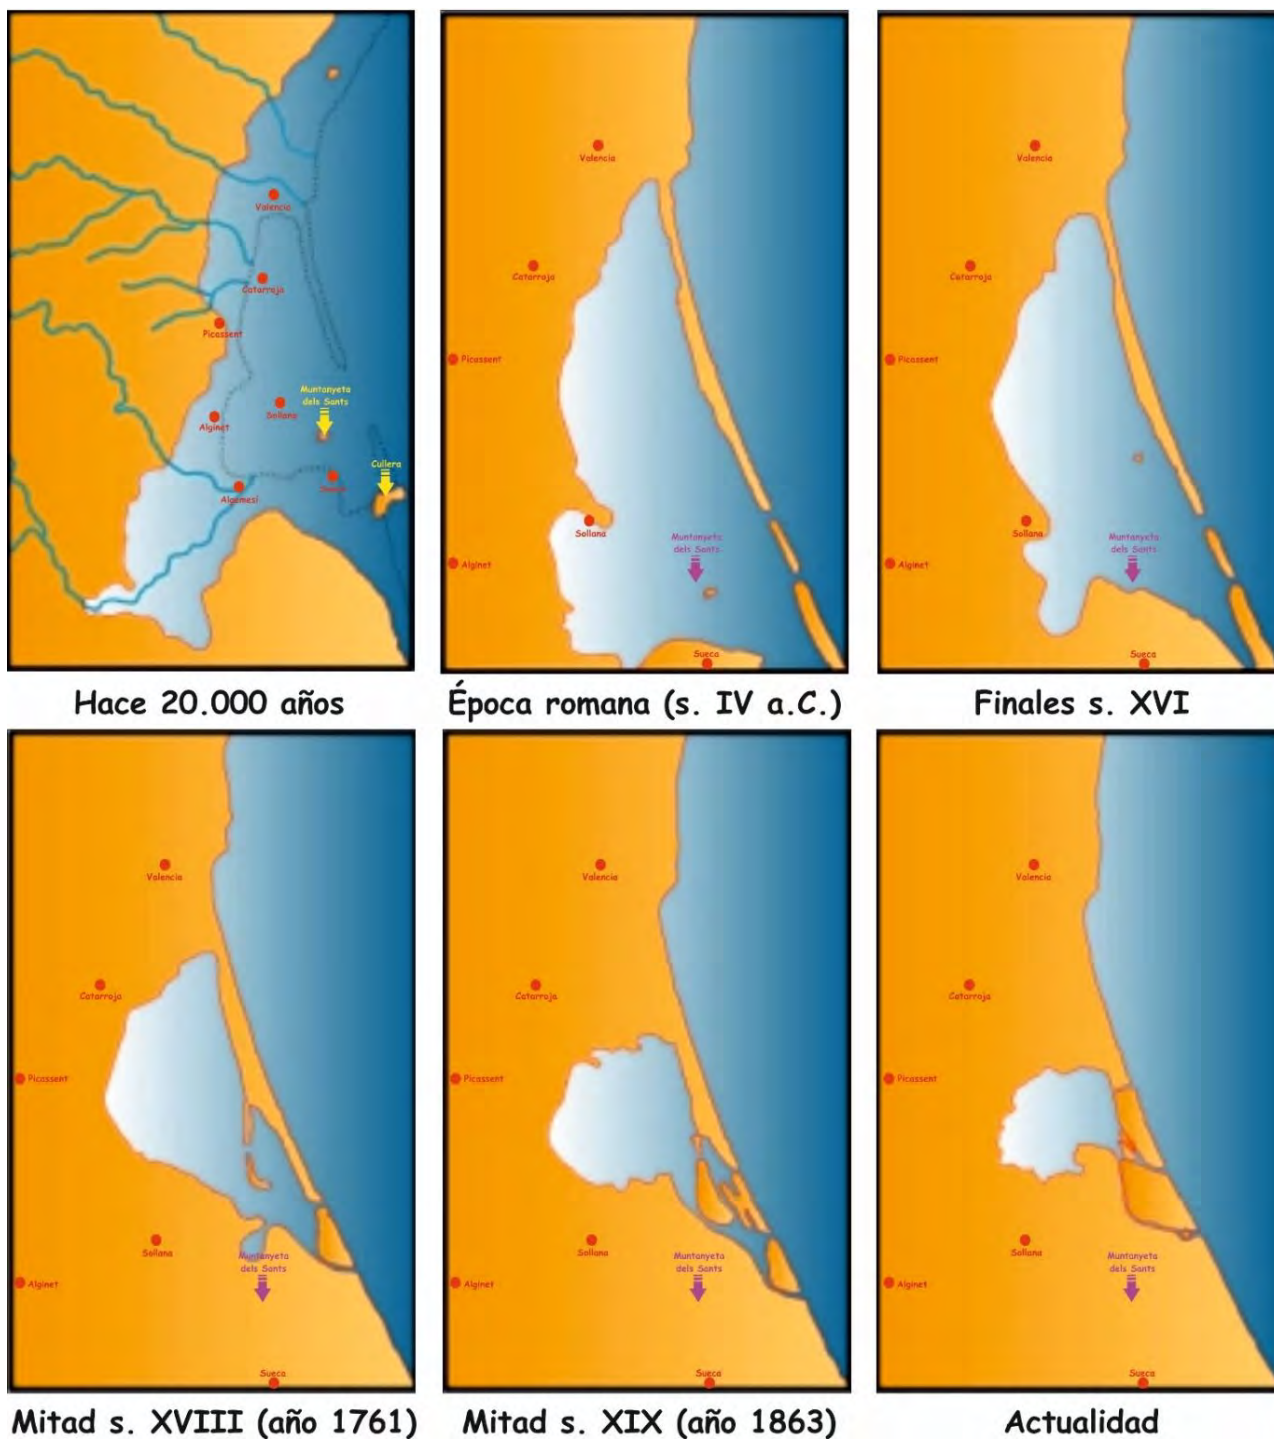 Valencia
Catarroja
Picassent
Muntanyeta
dels Sants
Sollana
Alginet
Cullera
Algemesí
Hace 20.000 años
Valencia
Catarroja
Picassent
Sollana
Muntanyeta
dels Sants
Alginet
Sueca
Época romana (s. IV a.C.)
Valencia
Catarroja
Picassent
Sollana
Muntanyeta
dels Sants
Alginet
Sueca
Finales s. XVI
Valencia
Catarroja
Picassent
Sollana
Muntanyeta
dels Sants
Alginet
Sueca
Mitad s. XVIII (año 1761)
Valencia
Catarroja
Picassent
Sollana
Muntanyeta
dels Sants
Alginet
Sueca
Mitad s. XIX (año 1863)
Valencia
Catarroja
Picassent
Sollana
Muntanyeta
dels Sants
Alginet
Sueca
Actualidad